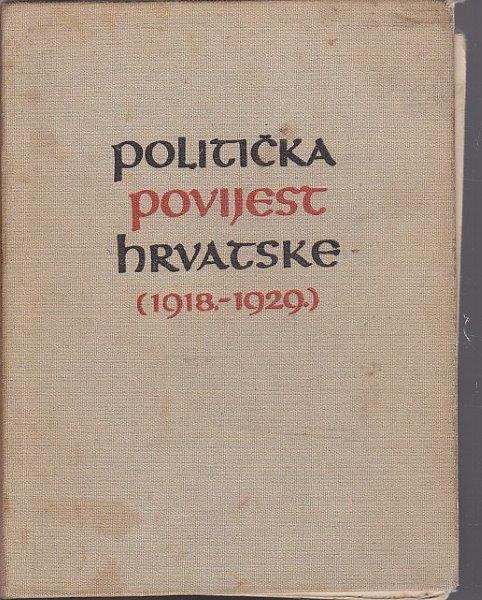 POLITIČKA
POVIJEST
HRVATSKE
(1918.-1929.)